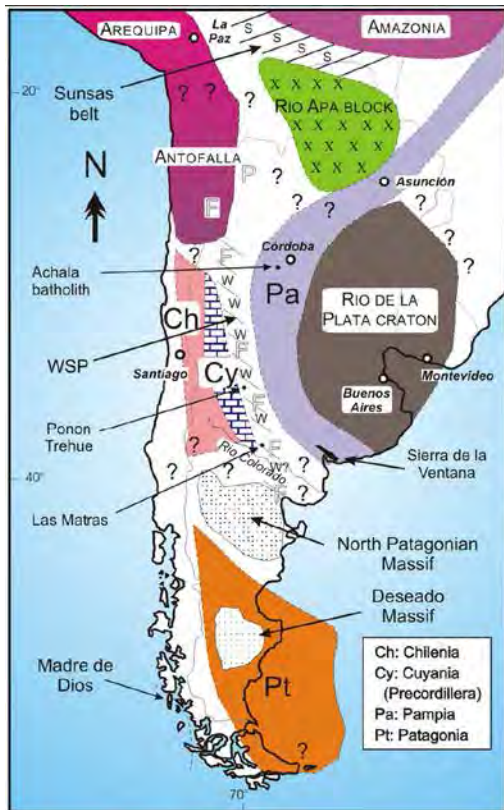 AREQUIPA
La
Paz
AMAZONIA
S
S
S
S
20°
Sunsas
belt
? ? ?
RIO APA BLOCK
X X X X
X X X X
X X X
X X
?
ANTOFALLA
P
?
?
?
N
Asunción
F
?
?
?
Córdoba
Achala
batholith
F
w
Pa
RIO DE LA
PLATA CRATON
Ch
w
WSP
F
w
Cy
Santiago
w
Montevideo
Buenos
Aires
Ponon
Trehue
F
w
w
?
?
Rio Colorado
w?
?
Sierra de la
Ventana
40°
?
?
Las Matras
North Patagonian
Massif
Deseado
Massif
Madre de
Dios
Pt
Ch: Chilenia
Cy: Cuyania
(Precordillera)
Pa: Pampia
Pt: Patagonia
?
70°